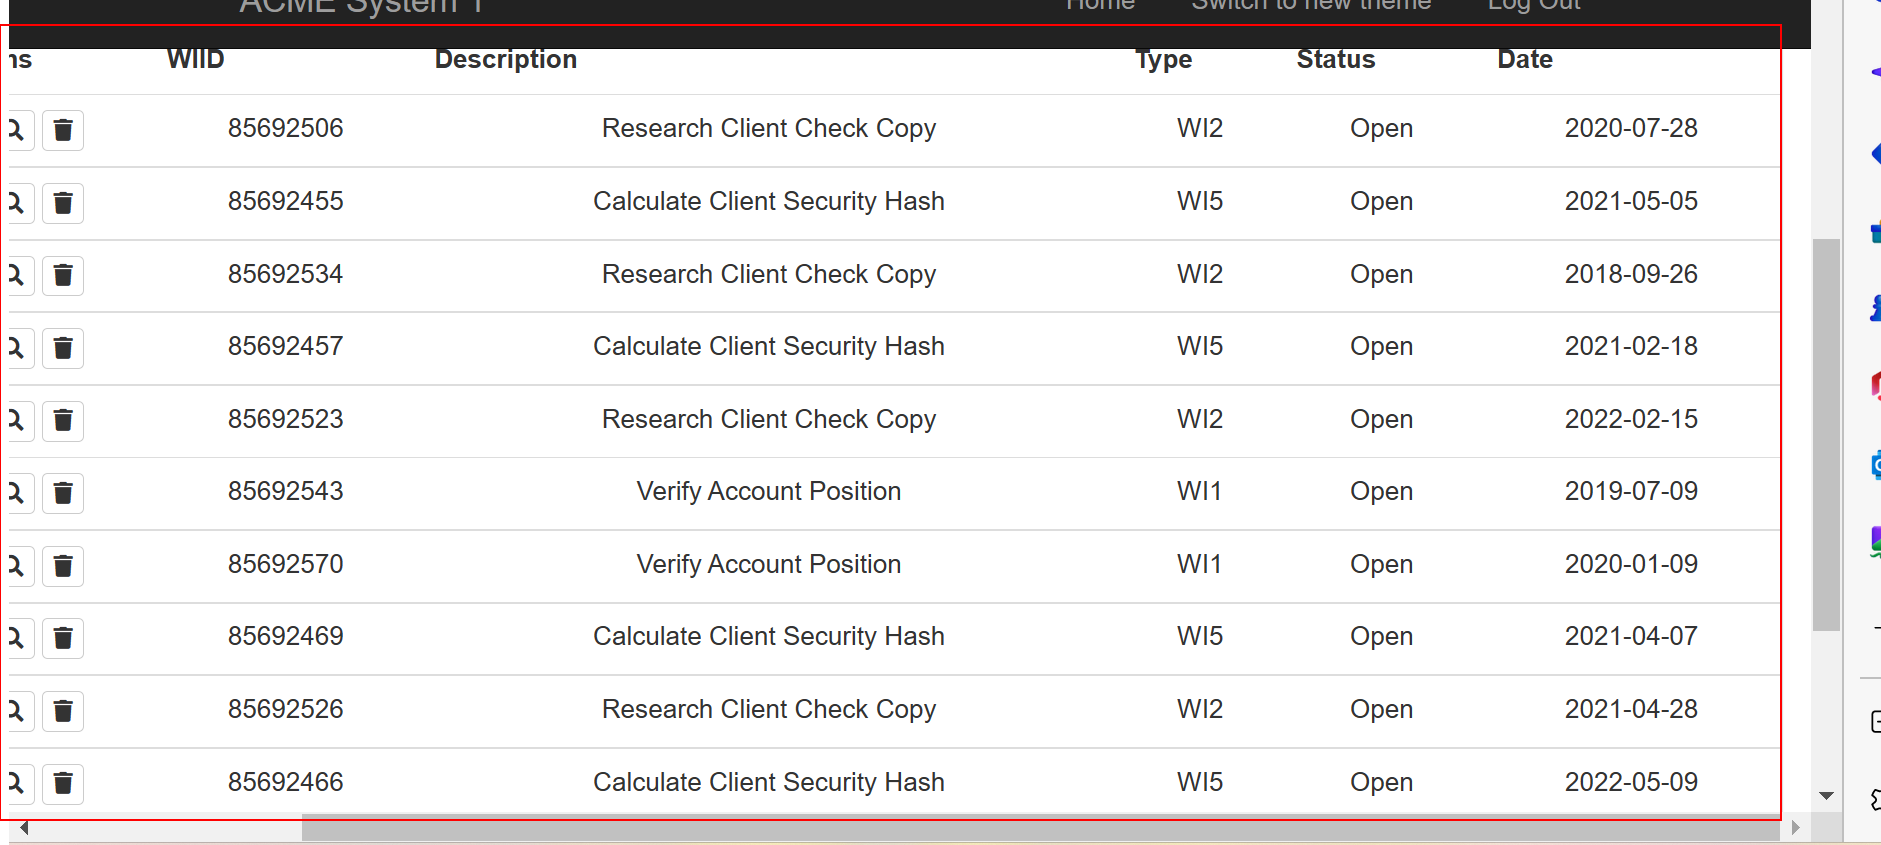 ACME System 1 Home Switch to new theme Log Out
ns WIID Description Type Status Date
85692506 Research Client Check Copy WI2 Open 2020-07-28
85692455 Calculate Client Security Hash WI5 Open 2021-05-05
85692534 Research Client Check Copy WI2 Open 2018-09-26
85692457 Calculate Client Security Hash WI5 Open 2021-02-18
85692523 Research Client Check Copy WI2 Open 2022-02-15
85692543 Verify Account Position WI1 Open 2019-07-09
85692570 Verify Account Position WI1 Open 2020-01-09
85692469 Calculate Client Security Hash WI5 Open 2021-04-07
85692526 Research Client Check Copy WI2 Open 2021-04-28
85692466 Calculate Client Security Hash WI5 Open 2022-05-09